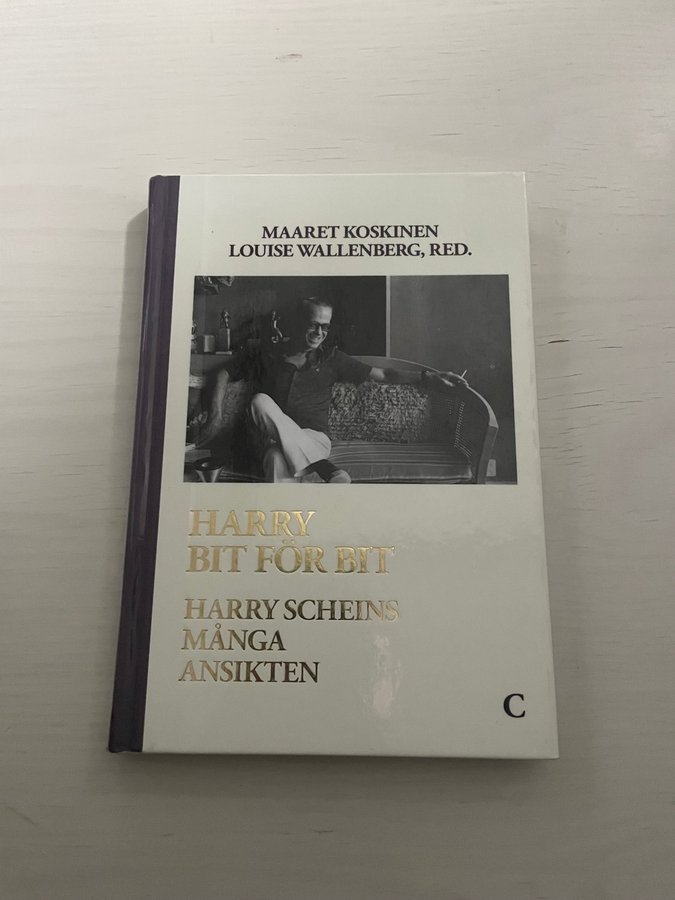 MAARET KOSKINEN
LOUISE WALLENBERG, RED.
HARRY
BIT FÖR BIT
HARRY SCHEINS
MÅNGA
ANSIKTEN
C